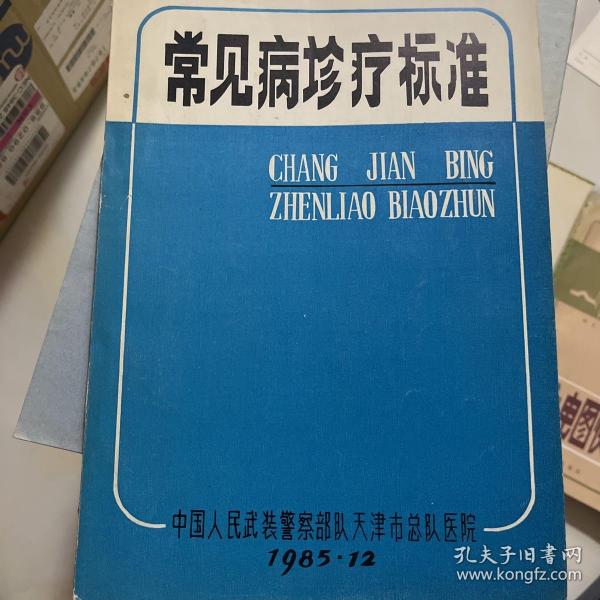 常见病诊疗标准
CHANG JIAN BING
ZHENLIAO BIAOZHUN
中国人民武装警察部队天津市总队医院
1985·12
孔夫子旧书网
www.kongfz.com